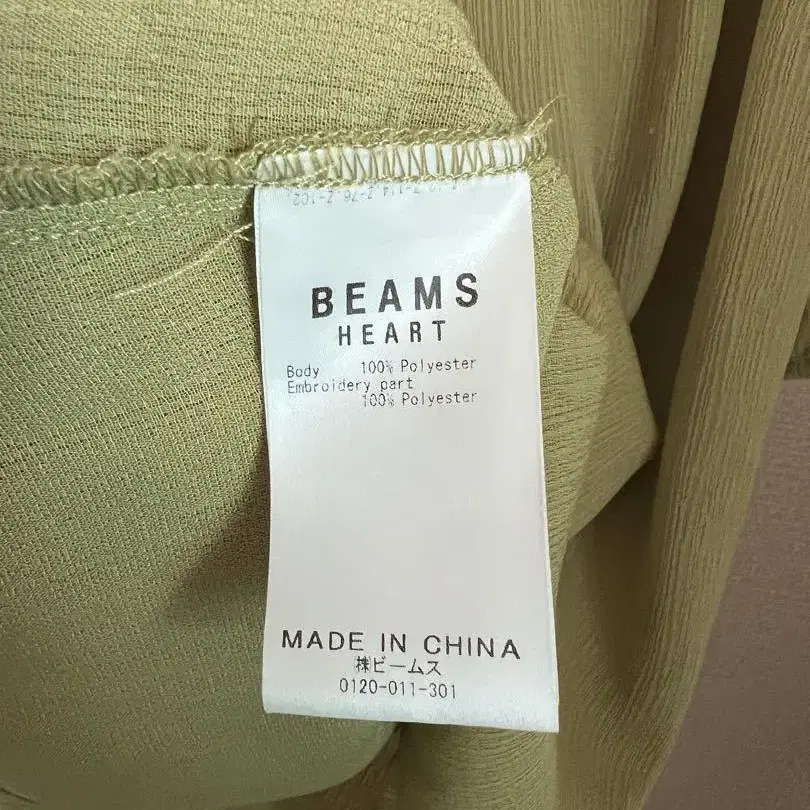 BEAMS
HEART
Body 100% Polyester
Embroidery part
100% Polyester
MADE IN CHINA
㈱ビームス
0120-011-301